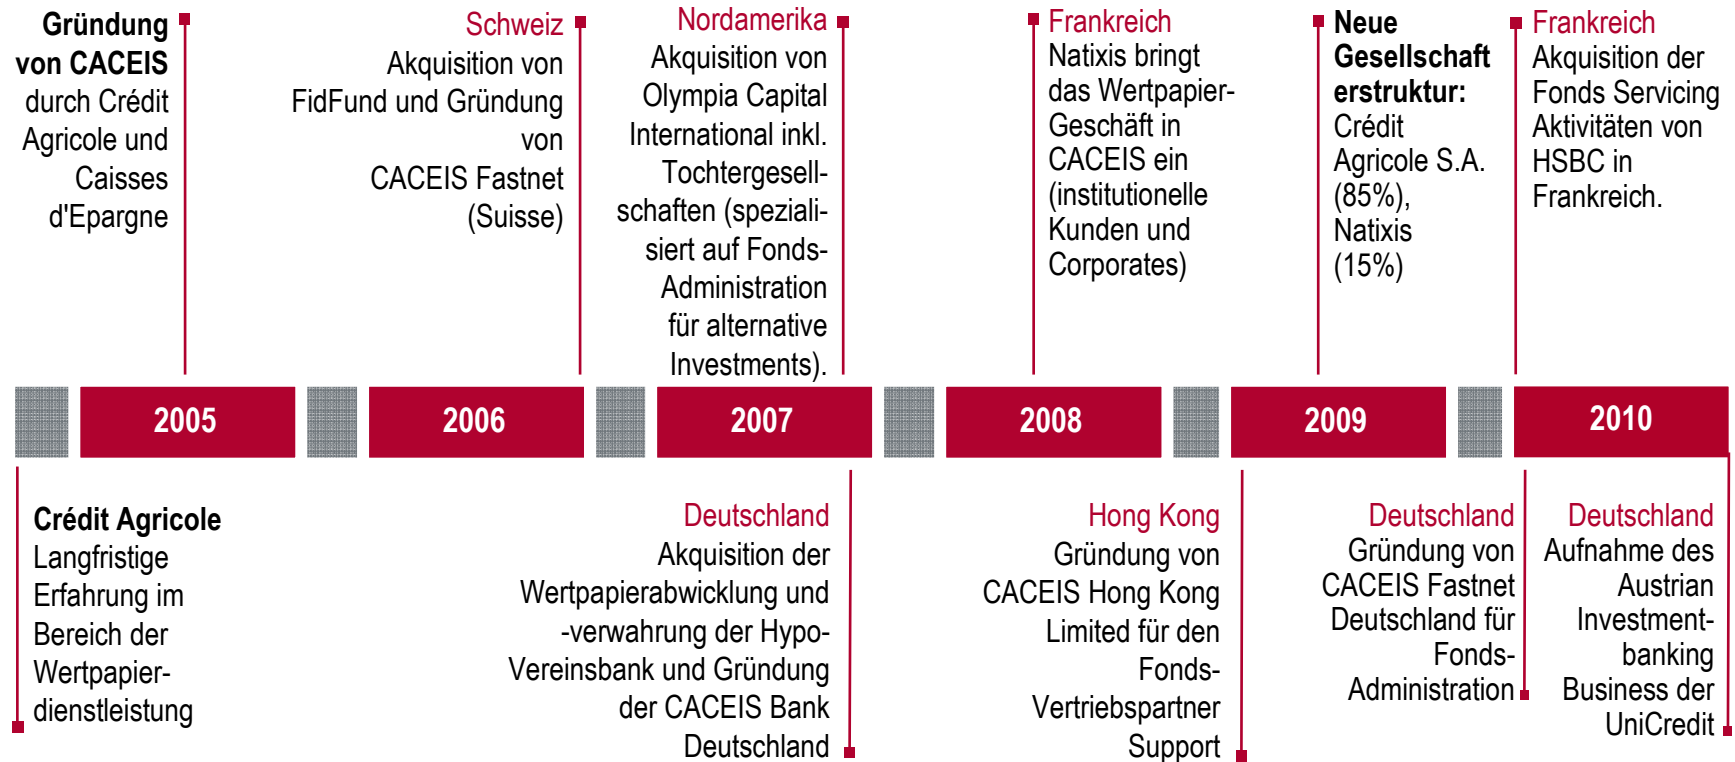 Gründung
von CACEIS
durch Crédit
Agricole und
Caisses
d'Epargne
Schweiz
Akquisition von
FidFund und Gründung
von
CACEIS Fastnet
(Suisse)
Nordamerika
Akquisition von
Olympia Capital
International inkl.
Tochtergesell-
schaften (speziali-
siert auf Fonds-
Administration
für alternative
Investments).
Frankreich
Natixis bringt
das Wertpapier-
Geschäft in
CACEIS ein
(institutionelle
Kunden und
Corporates)
Neue
Gesellschaft
erstruktur:
Crédit
Agricole S.A.
(85%),
Natixis
(15%)
Frankreich
Akquisition der
Fonds Servicing
Aktivitäten von
HSBC in
Frankreich.
2005
2006
2007
2008
2009
2010
Crédit Agricole
Langfristige
Erfahrung im
Bereich der
Wertpapier-
dienstleistung
Deutschland
Akquisition der
Wertpapierabwicklung und
-verwahrung der Hypo-
Vereinsbank und Gründung
der CACEIS Bank
Deutschland
Hong Kong
Gründung von
CACEIS Hong Kong
Limited für den
Fonds-
Vertriebspartner
Support
Deutschland
Gründung von
CACEIS Fastnet
Deutschland für
Fonds-
Administration
Deutschland
Aufnahme des
Austrian
Investment-
banking
Business der
UniCredit